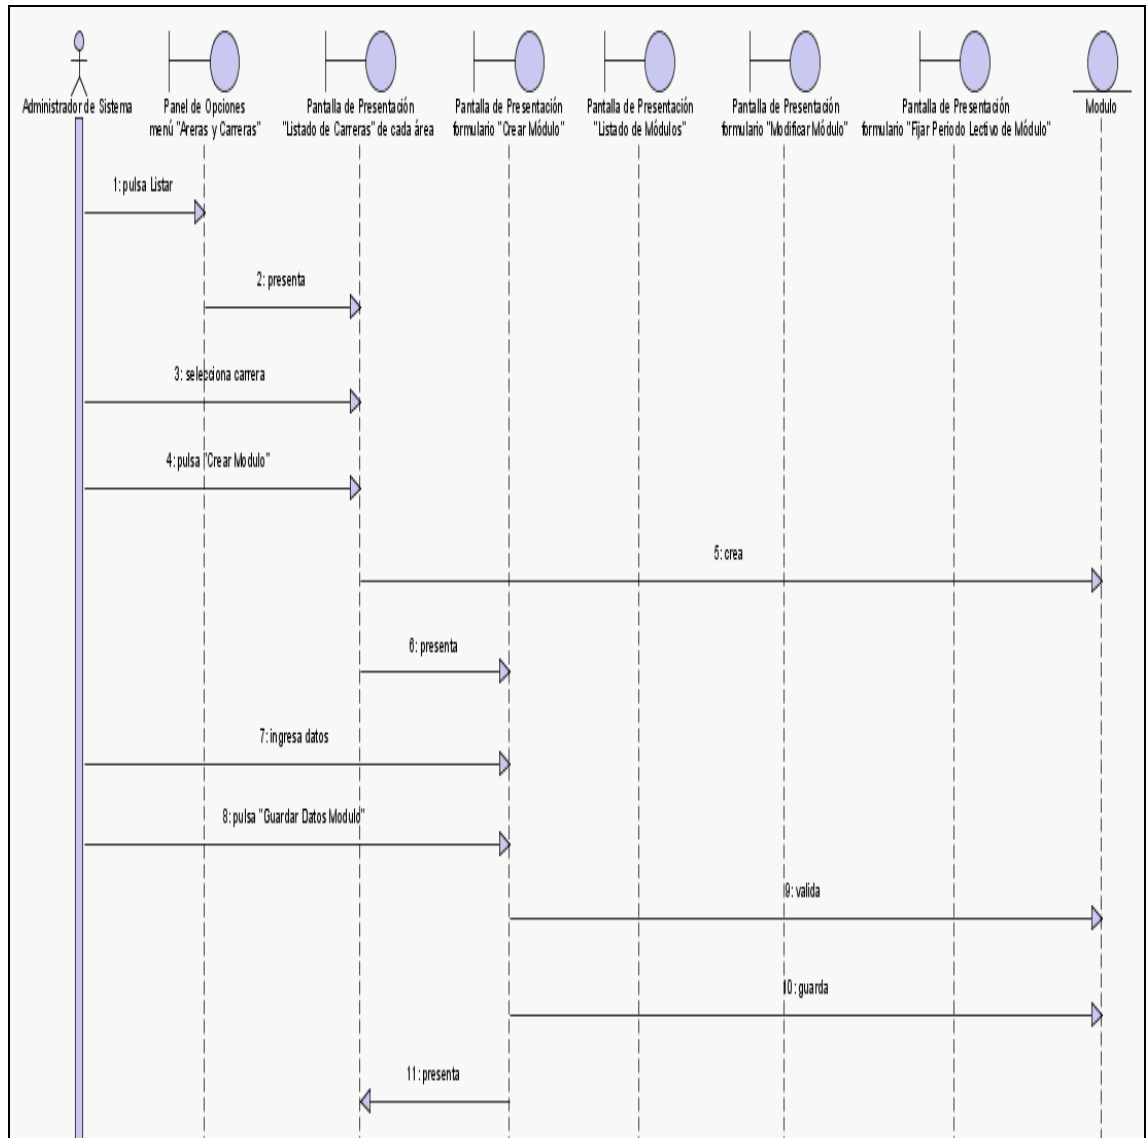 Administrador de Sistema
Panel de Opciones
menú "Areras y Carreras"
Pantalla de Presentación
"Listado de Carreras" de cada área
Pantalla de Presentación
formulario "Crear Módulo"
Pantalla de Presentación
"Listado de Módulos"
Pantalla de Presentación
formulario "Modificar Módulo"
Pantalla de Presentación
formulario "Fijar Periodo Lectivo de Módulo"
Modulo
1: pulsa Listar
2: presenta
3: selecciona carrera
4: pulsa "Crear Modulo"
5: crea
6: presenta
7: ingresa datos
8: pulsa "Guardar Datos Modulo"
9: valida
10: guarda
11: presenta